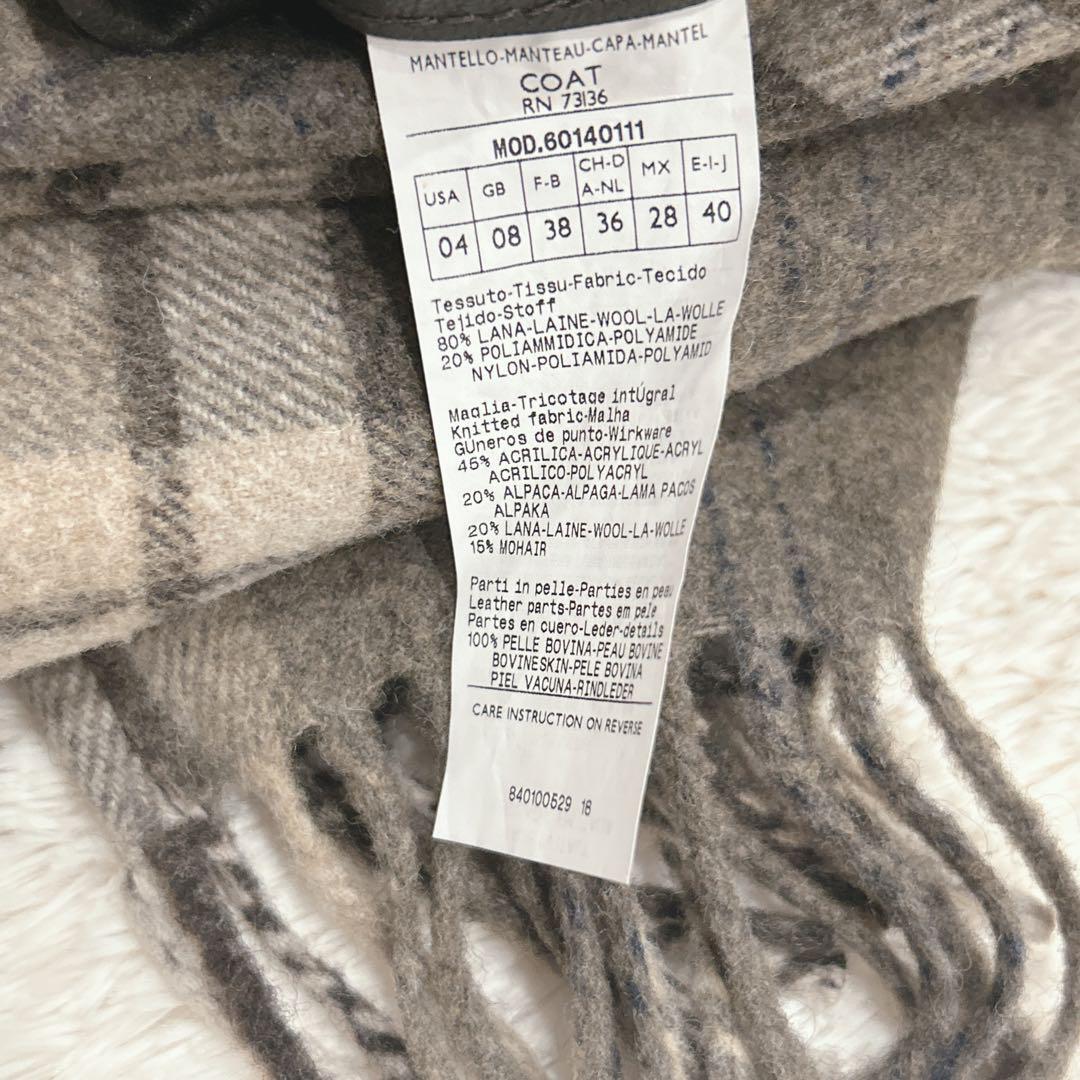 MANTELLO-MANTEAU-CAPA-MANTEL
COAT
RN 73136
MOD.60140111
USA GB F-B CH-D A-NL MX E-I-J
04 08 38 36 28 40
Tessuto-Tissu-Fabric-Tecido
Tejido-Stoff
80% LANA-LAINE-WOOL-LA-WOLLE
20% POLIAMMIDICA-POLYAMIDE
NYLON-POLIAMIDA-POLYAMID
Maglia-Tricotage intÚgral
Knitted fabric-Malha
GÚneros de punto-Wirkware
45% ACRILICA-ACRYLIQUE-ACRYL
ACRILICO-POLYACRYL
20% ALPACA-ALPAGA-LAMA PACOS
ALPAKA
20% LANA-LAINE-WOOL-LA-WOLLE
15% MOHAIR
Parti in pelle-Parties en peau
Leather parts-Partes em pele
Partes en cuero-Leder-details
100% PELLE BOVINA-PEAU BOVINE
BOVINESKIN-PELE BOVINA
PIEL VACUNA-RINDLEDER
CARE INSTRUCTION ON REVERSE
840100529 18